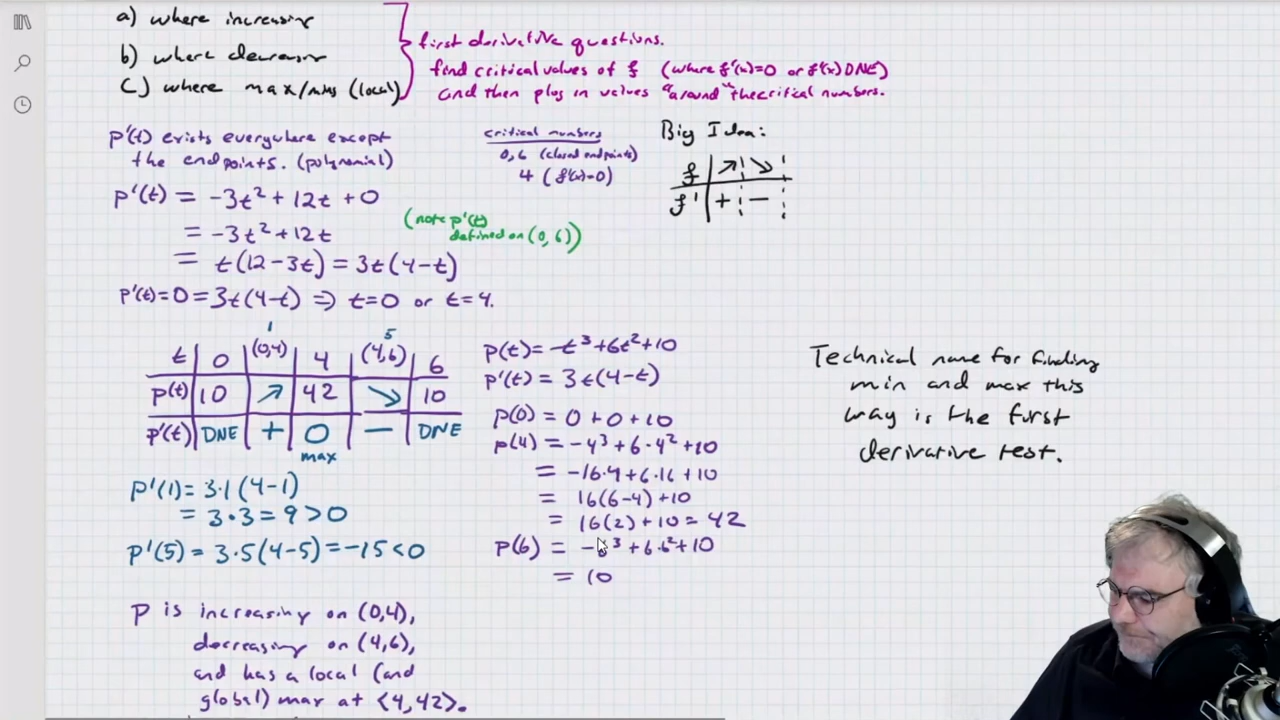 a) where increasing
b) where decreasing
c) where max/mins (local)
first derivative questions.
find critical values of f (where f'(x)=0 or f'(x) DNE)
and then plug in values "around" the critical numbers.
p'(t) exists everywhere except
the endpoints. (polynomial)
p'(t) = -3t² + 12t + 0
= -3t² + 12t
= t(12-3t) = 3t(4-t)
p'(t)=0=3t(4-t) ⇒ t=0 or t=4.
(note p'(t)
defined on (0,6))
critical numbers
0,6 (closed endpoints)
4 (f'(x)=0)
Big Idea:
f ↗ ↘
f' + −
1 5
t 0 (0,4) 4 (4,6) 6
p(t) 10 ↗ 42 ↘ 10
p'(t) DNE + 0 − DNE
max
p'(1) = 3·1(4-1)
= 3·3 = 9 > 0
p'(5) = 3·5(4-5) = -15 < 0
p is increasing on (0,4),
decreasing on (4,6),
and has a local (and
global) max at (4,42).
p(t) = -t³ + 6t² + 10
p'(t) = 3t(4-t)
p(0) = 0 + 0 + 10
p(4) = -4³ + 6·4² + 10
= -16·4 + 6·16 + 10
= 16(6-4) + 10
= 16(2) + 10 = 42
p(6) = -6³ + 6·6² + 10
= 10
Technical name for finding
min and max this
way is the first
derivative test.